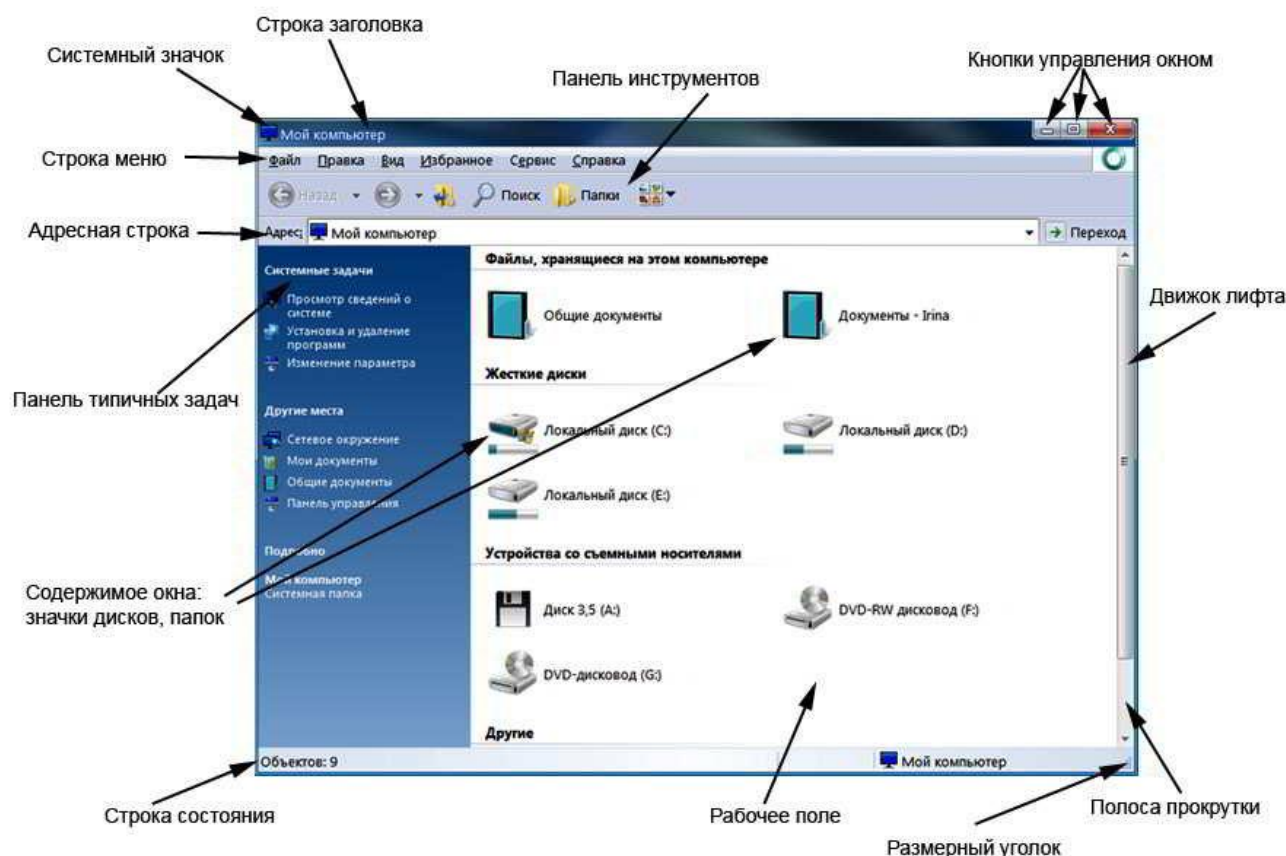 Строка заголовка
Системный значок
Кнопки управления окном
Панель инструментов
Мой компьютер
Строка меню
Файл Правка Вид Избранное Сервис Справка
Назад Поиск Папки
Адресная строка
Адрес: Мой компьютер Переход
Системные задачи
Просмотр сведений о
системе
Установка и удаление
программ
Изменение параметра
Панель типичных задач
Другие места
Сетевое окружение
Мои документы
Общие документы
Панель управления
Подробно
Мой компьютер
Системная папка
Содержимое окна:
значки дисков, папок
Файлы, хранящиеся на этом компьютере
Общие документы
Документы - Irina
Движок лифта
Жесткие диски
Локальный диск (C:)
Локальный диск (D:)
Локальный диск (E:)
Устройства со съемными носителями
Диск 3,5 (A:)
DVD-RW дисковод (F:)
DVD-дисковод (G:)
Другие
Объектов: 9
Мой компьютер
Строка состояния
Рабочее поле
Полоса прокрутки
Размерный уголок